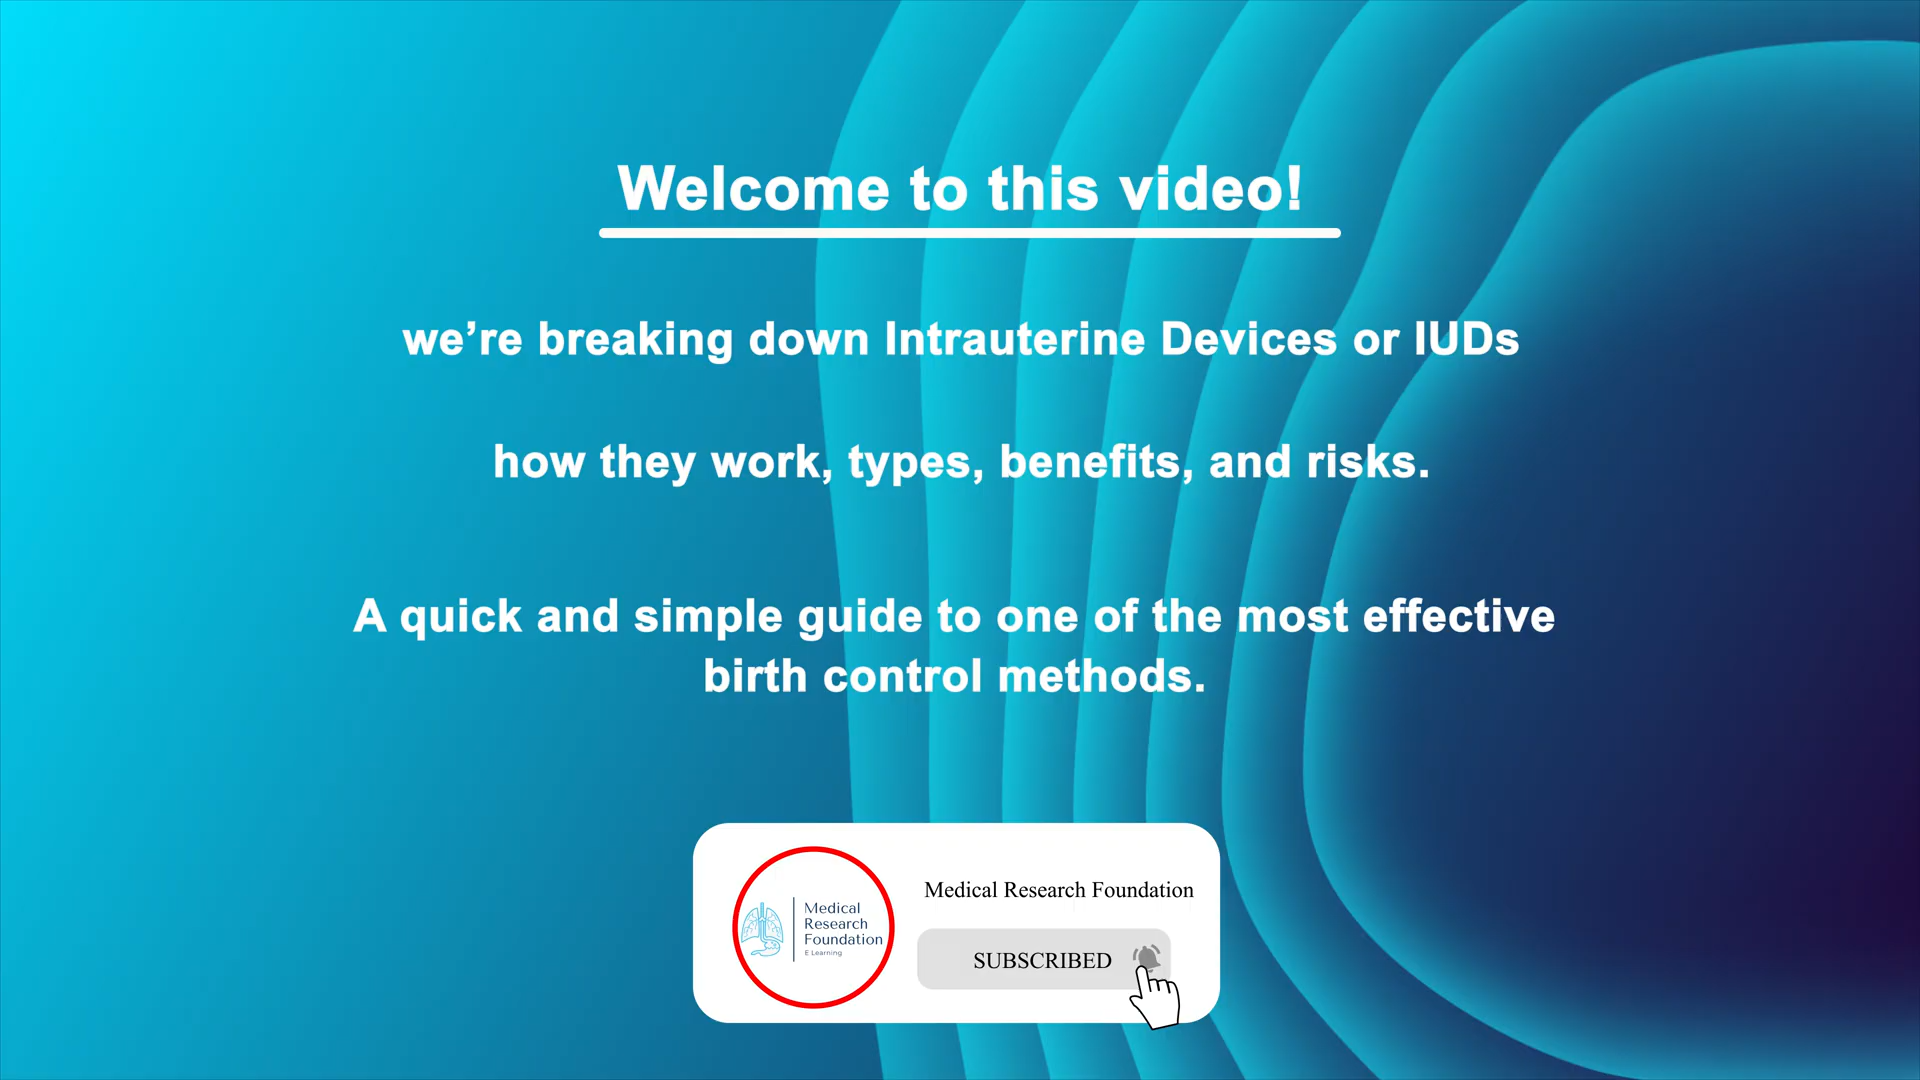 Welcome to this video!
we’re breaking down Intrauterine Devices or IUDs
how they work, types, benefits, and risks.
A quick and simple guide to one of the most effective
birth control methods.
Medical
Research
Foundation
E Learning
Medical Research Foundation
SUBSCRIBED